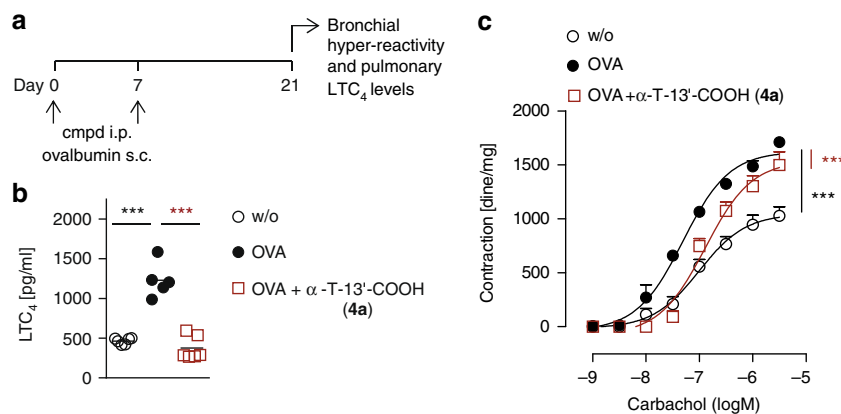 a
Bronchial
hyper-reactivity
and pulmonary
LTC4 levels
Day 0 7 21
cmpd i.p.
ovalbumin s.c.
b
*** ***
w/o
OVA
OVA + α-T-13'-COOH
(4a)
LTC4 [pg/ml]
2000
1500
1000
500
0
c
w/o
OVA
OVA+α-T-13'-COOH (4a)
Contraction [dine/mg]
2000
1500
1000
500
0
***
–9 –8 –7 –6 –5
Carbachol (logM)